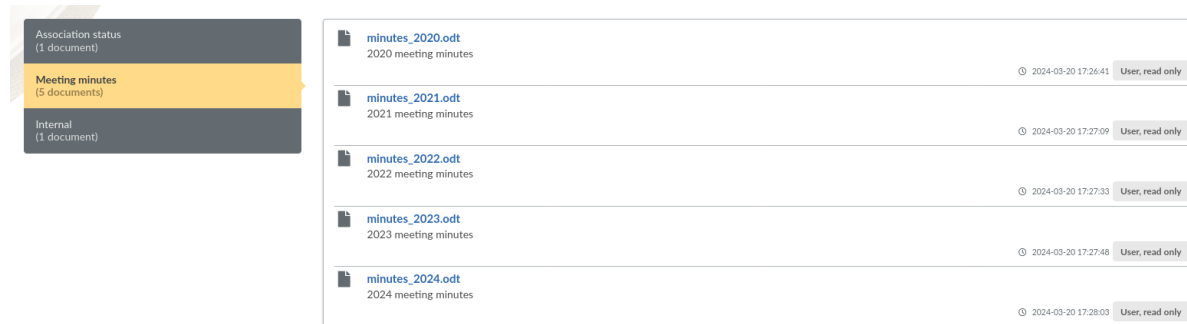 Association status
(1 document)
Meeting minutes
(5 documents)
Internal
(1 document)
minutes_2020.odt
2020 meeting minutes
2024-03-20 17:26:41 User, read only
minutes_2021.odt
2021 meeting minutes
2024-03-20 17:27:09 User, read only
minutes_2022.odt
2022 meeting minutes
2024-03-20 17:27:33 User, read only
minutes_2023.odt
2023 meeting minutes
2024-03-20 17:27:48 User, read only
minutes_2024.odt
2024 meeting minutes
2024-03-20 17:28:03 User, read only